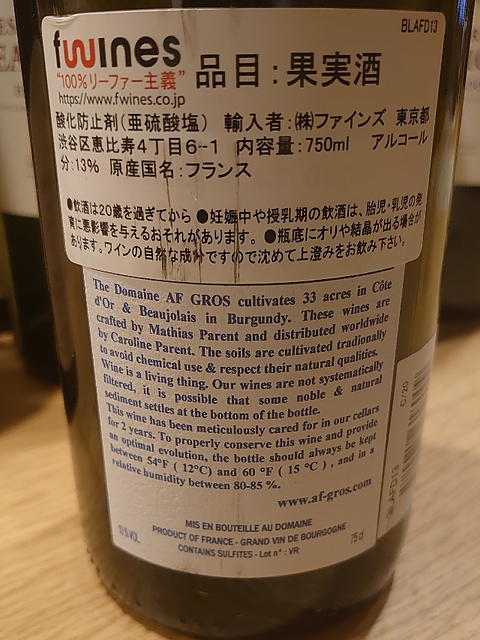 BLAFD13
fwines
"100%リーファー主義" 品目:果実酒
https://www.fwines.co.jp
酸化防止剤(亜硫酸塩) 輸入者:㈱ファインズ 東京都
渋谷区恵比寿4丁目6-1 内容量:750ml アルコール
分:13% 原産国名:フランス
●飲酒は20歳を過ぎてから ●妊娠中や授乳期の飲酒は、胎児・乳児の発
育に悪影響を与えるおそれがあります。 ●瓶底にオリや結晶が出る場合が
あります。ワインの自然な成分ですので沈めて上澄みをお飲み下さい。
The Domaine AF GROS cultivates 33 acres in Côte
d'Or & Beaujolais in Burgundy. These wines are
crafted by Mathias Parent and distributed worldwide
by Caroline Parent. The soils are cultivated tradionally
to avoid chemical use & respect their natural qualities.
Wine is a living thing. Our wines are not systematically
filtered, it is possible that some noble & natural
sediment settles at the bottom of the bottle.
This wine has been meticulously cared for in our cellars
for 2 years. To properly conserve this wine and provide
an optimal evolution, the bottle should always be kept
between 54°F ( 12°C) and 60 °F ( 15 °C ), and in a
relative humidity between 80-85 %.
www.af-gros.com
MIS EN BOUTEILLE AU DOMAINE
13 % VOL. PRODUCT OF FRANCE - GRAND VIN DE BOURGOGNE 75 cl
CONTAINS SULFITES - Lot n° : VR